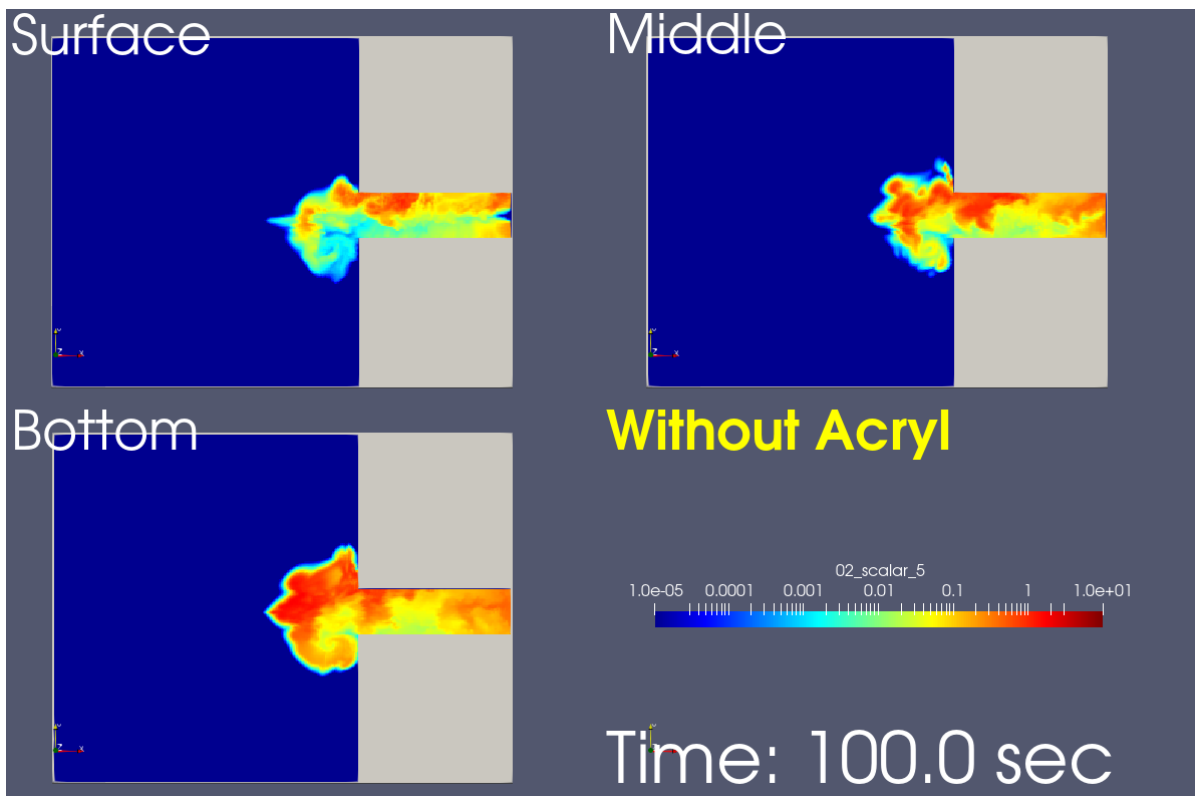 Surface
Middle
Y
Z X
Y
Z X
Bottom
Without Acryl
02_scalar_5
1.0e-05 0.0001 0.001 0.01 0.1 1 1.0e+01
Y
Z X
Time: 100.0 sec